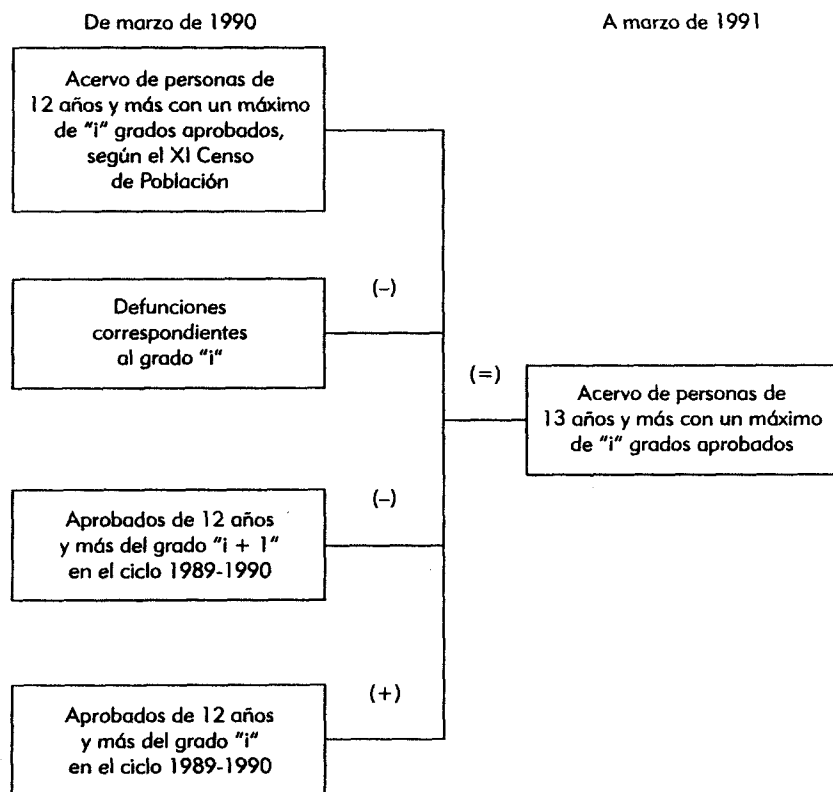 De marzo de 1990
A marzo de 1991
Acervo de personas de
12 años y más con un máximo
de "i" grados aprobados,
según el XI Censo
de Población
(–)
Defunciones
correspondientes
al grado "i"
(=)
Acervo de personas de
13 años y más con un máximo
de "i" grados aprobados
(–)
Aprobados de 12 años
y más del grado "i + 1"
en el ciclo 1989-1990
(+)
Aprobados de 12 años
y más del grado "i"
en el ciclo 1989-1990